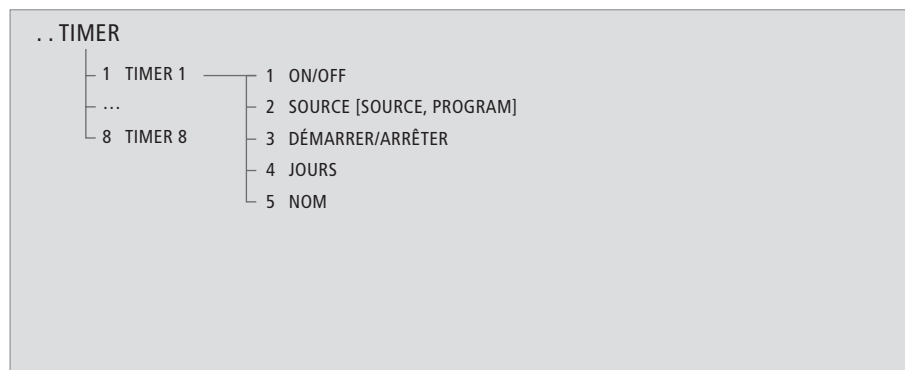 . . TIMER
1 TIMER 1
…
8 TIMER 8
1 ON/OFF
2 SOURCE [SOURCE, PROGRAM]
3 DÉMARRER/ARRÊTER
4 JOURS
5 NOM